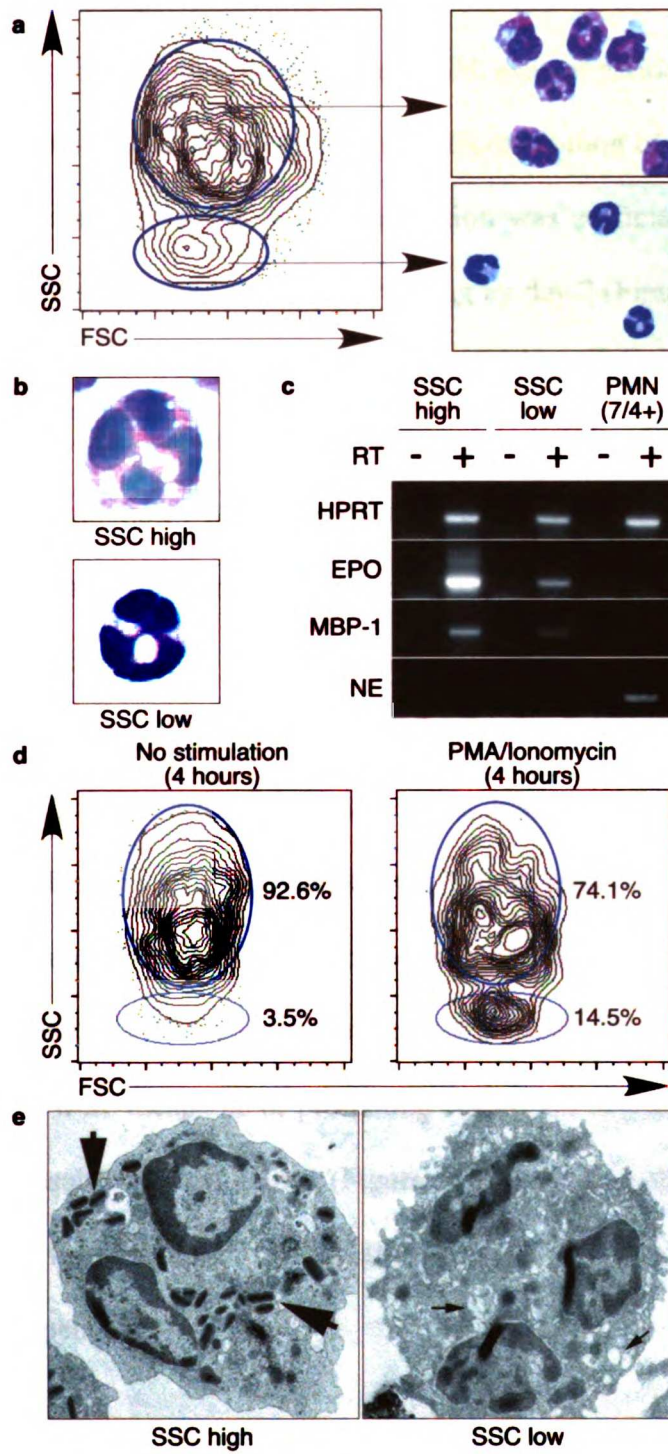 a
SSC
FSC
b
SSC high
SSC low
c
SSC high
SSC low
PMN (7/4+)
RT - + - + - +
HPRT
EPO
MBP-1
NE
d
No stimulation (4 hours)
PMA/Ionomycin (4 hours)
92.6%
3.5%
74.1%
14.5%
SSC
FSC
e
SSC high
SSC low